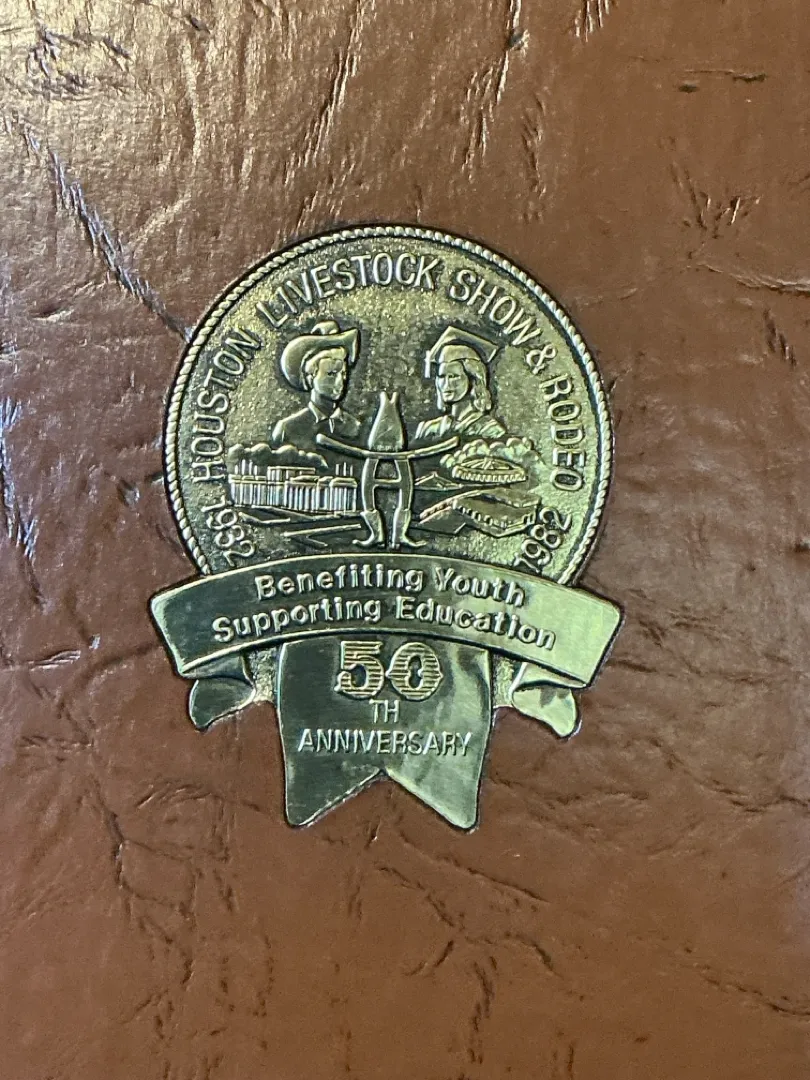 HOUSTON LIVESTOCK SHOW & RODEO
1932 1982
Benefiting Youth
Supporting Education
50
TH
ANNIVERSARY